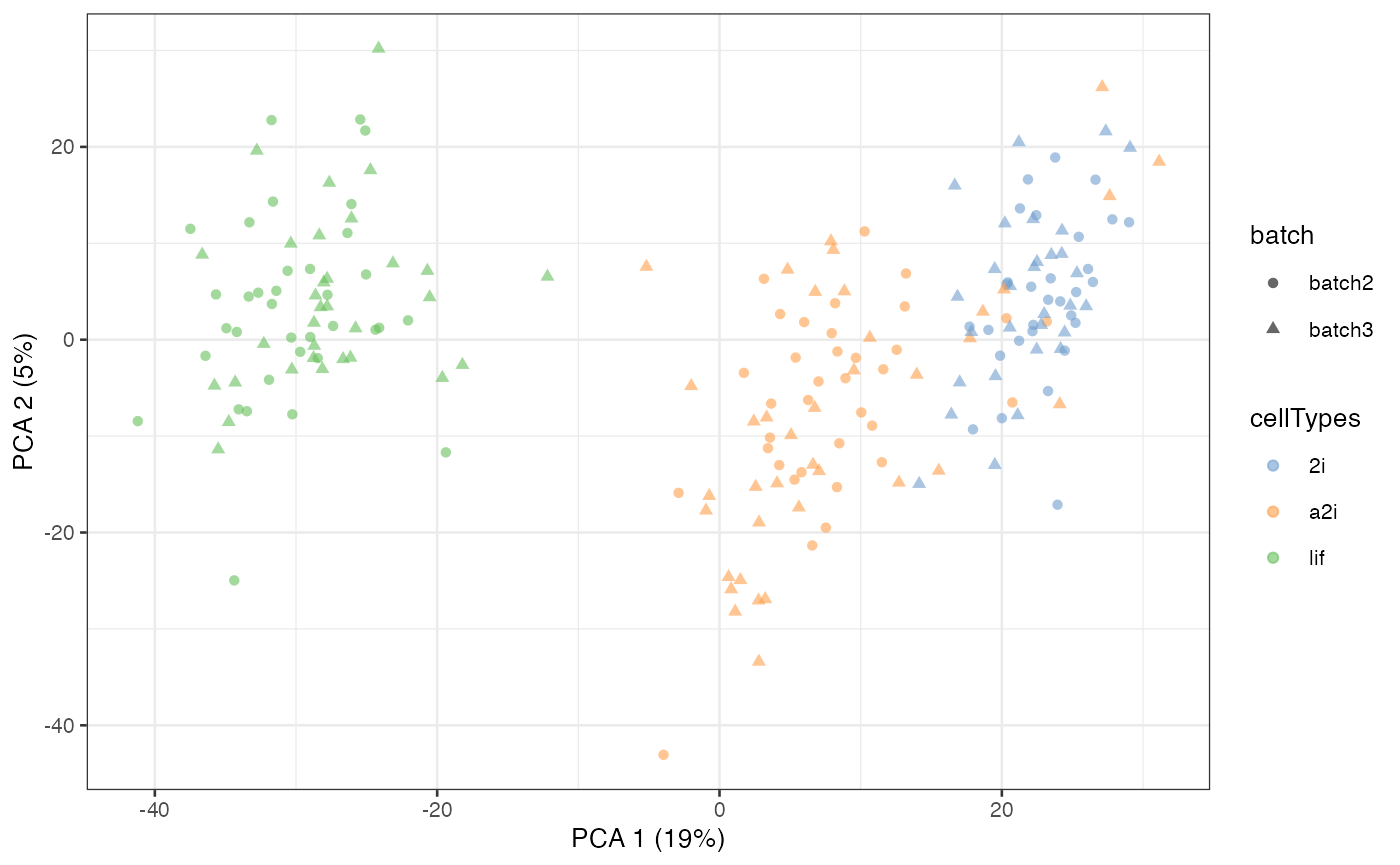 20
0
-20
-40
PCA 2 (5%)
-40
-20
0
20
PCA 1 (19%)
batch
batch2
batch3
cellTypes
2i
a2i
lif